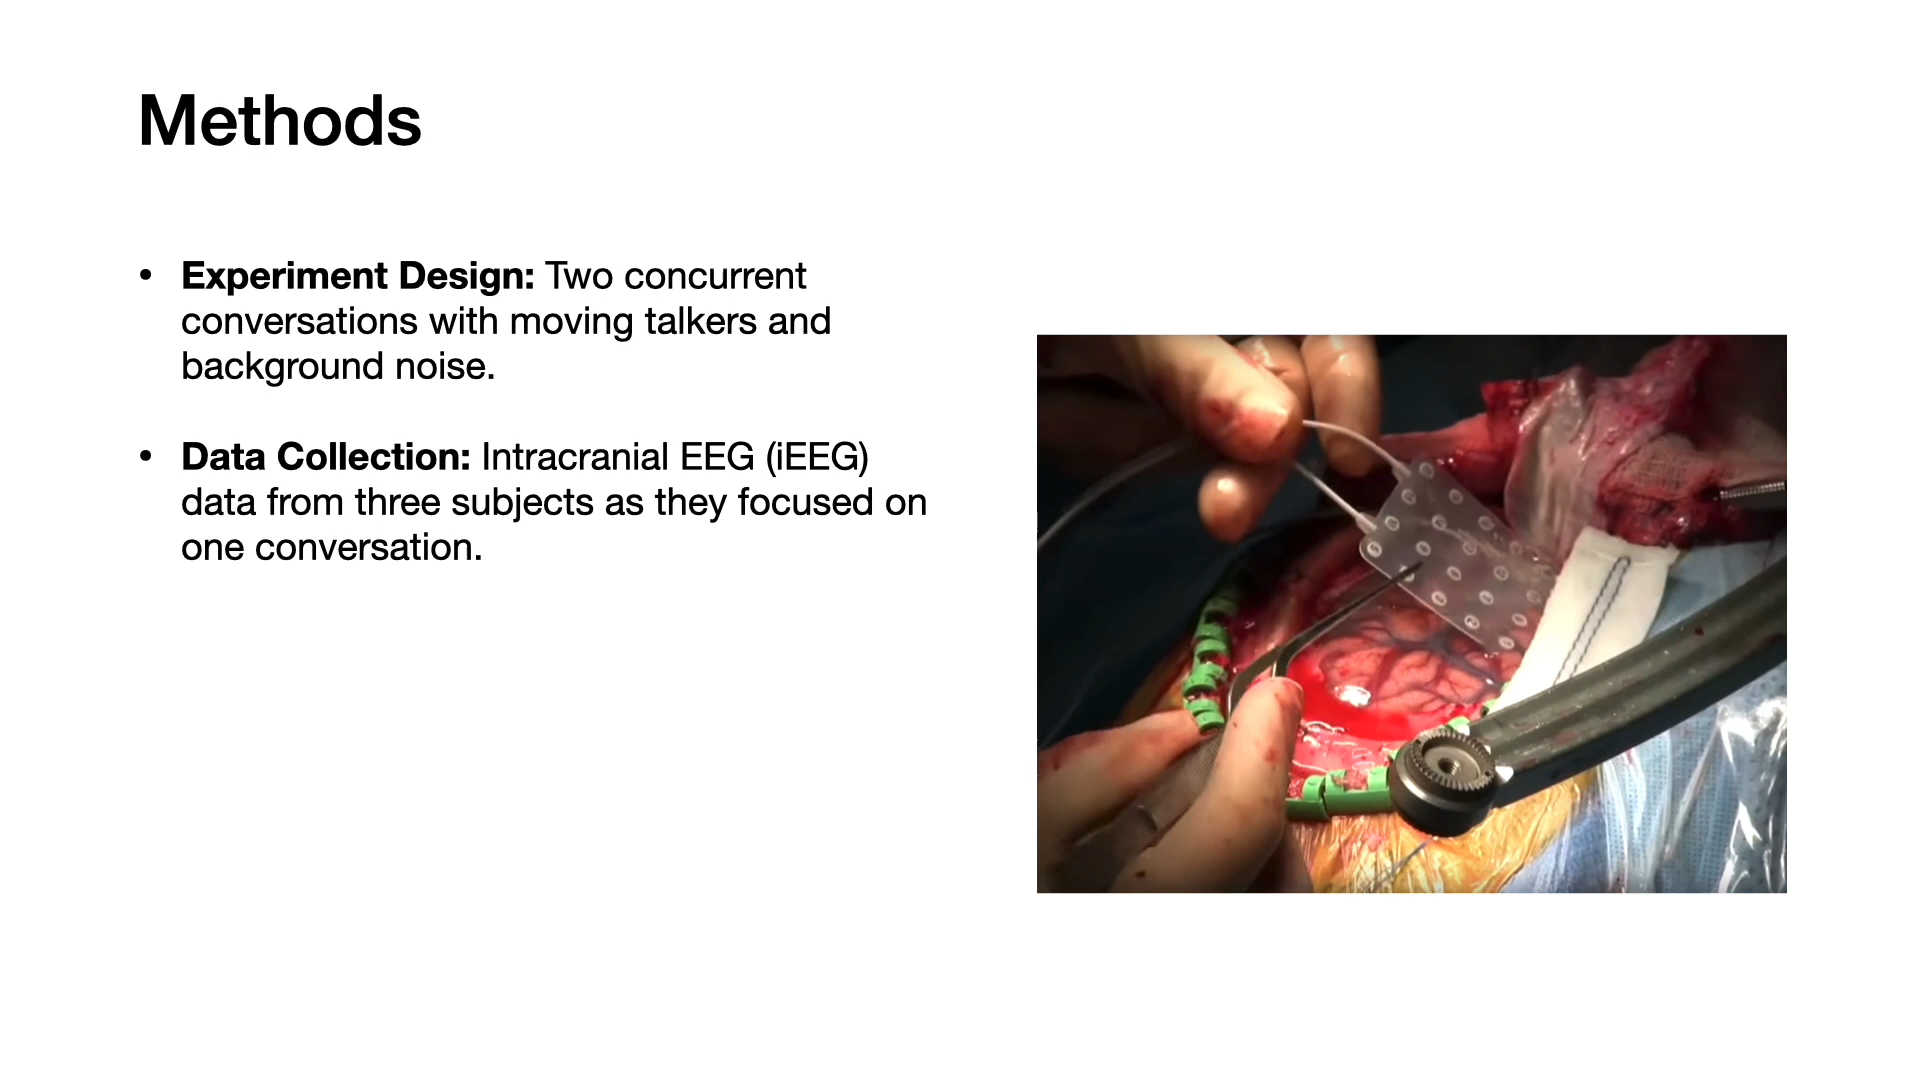 Methods
• Experiment Design: Two concurrent
conversations with moving talkers and
background noise.
• Data Collection: Intracranial EEG (iEEG)
data from three subjects as they focused on
one conversation.